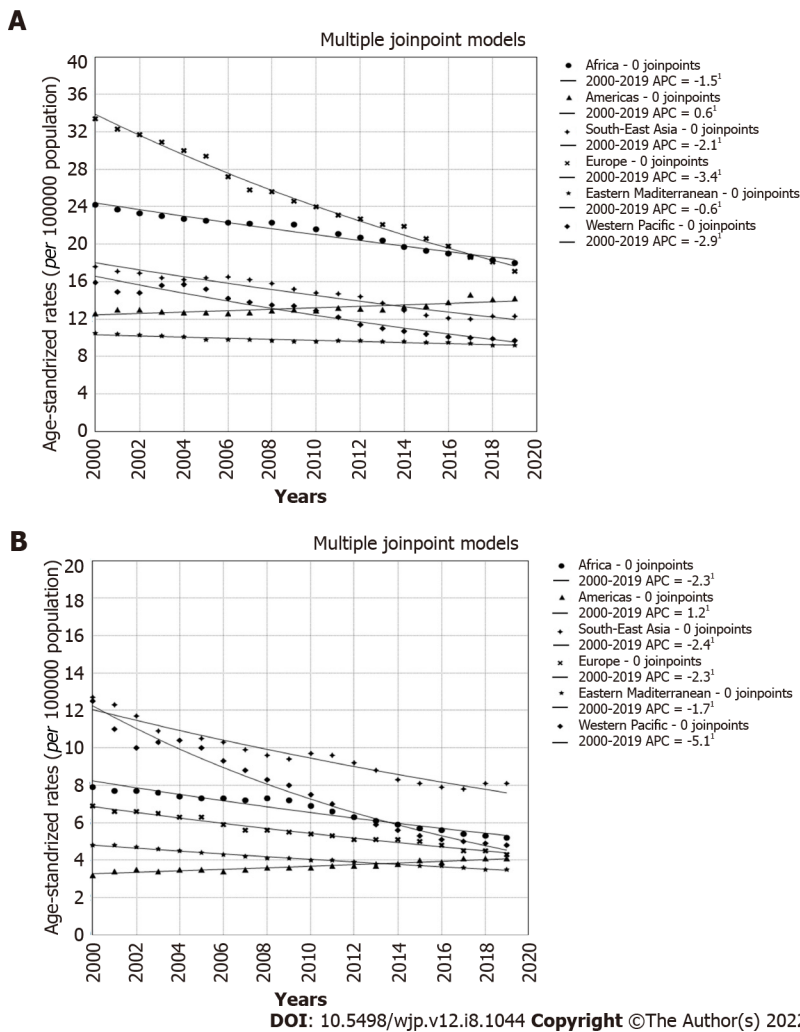 A
Multiple joinpoint models
Age-standrized rates (per 100000 population)
40
36
32
28
24
20
16
12
8
4
0
2000
2002
2004
2006
2008
2010
2012
2014
2016
2018
2020
Years
Africa - 0 joinpoints
2000-2019 APC = -1.5¹
Americas - 0 joinpoints
2000-2019 APC = 0.6¹
South-East Asia - 0 joinpoints
2000-2019 APC = -2.1¹
Europe - 0 joinpoints
2000-2019 APC = -3.4¹
Eastern Maditerranean - 0 joinpoints
2000-2019 APC = -0.6¹
Western Pacific - 0 joinpoints
2000-2019 APC = -2.9¹
B
Multiple joinpoint models
Age-standrized rates (per 100000 population)
20
18
16
14
12
10
8
6
4
2
0
2000
2002
2004
2006
2008
2010
2012
2014
2016
2018
2020
Years
Africa - 0 joinpoints
2000-2019 APC = -2.3¹
Americas - 0 joinpoints
2000-2019 APC = 1.2¹
South-East Asia - 0 joinpoints
2000-2019 APC = -2.4¹
Europe - 0 joinpoints
2000-2019 APC = -2.3¹
Eastern Maditerranean - 0 joinpoints
2000-2019 APC = -1.7¹
Western Pacific - 0 joinpoints
2000-2019 APC = -5.1¹
DOI: 10.5498/wjp.v12.i8.1044 Copyright ©The Author(s) 2022